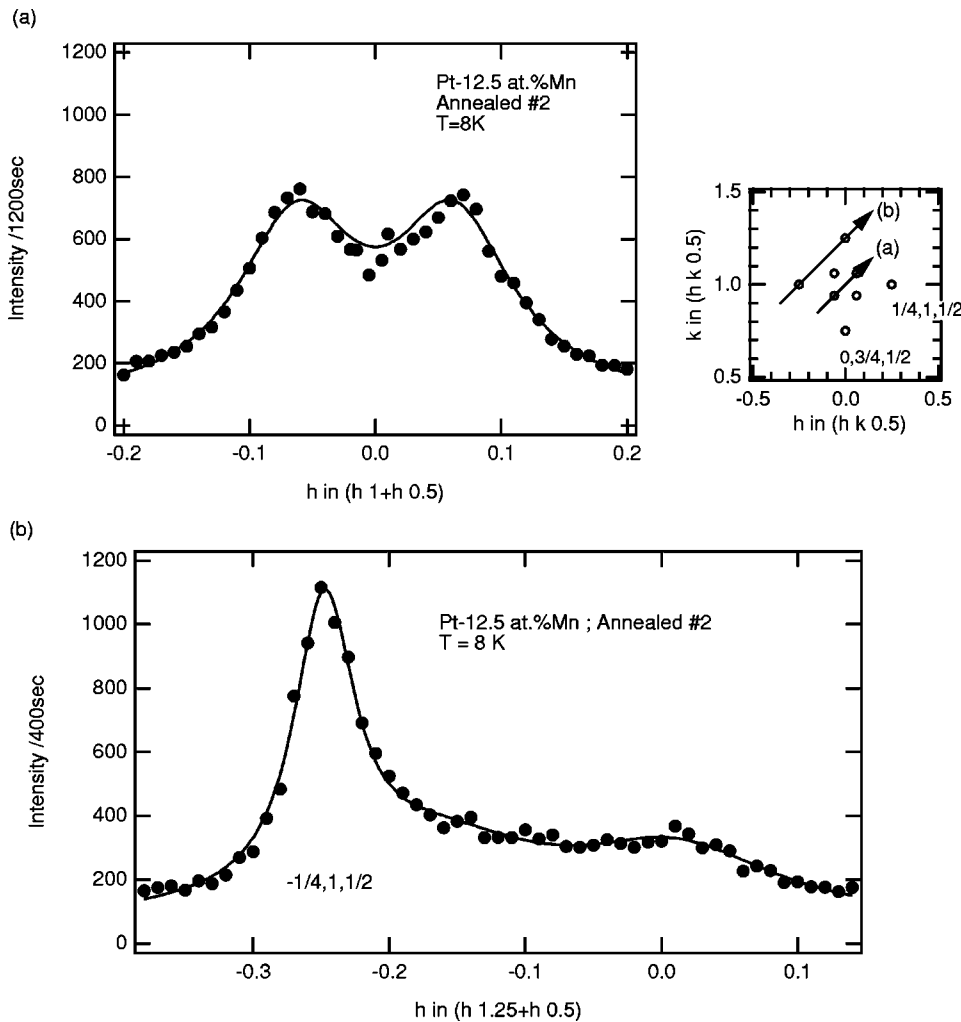 (a)
1200
1000
800
600
400
200
0
Intensity /1200sec
Pt-12.5 at.%Mn
Annealed #2
T=8K
-0.2
-0.1
0.0
0.1
0.2
h in (h 1+h 0.5)
1.5
1.0
0.5
k in (h k 0.5)
(b)
(a)
1/4,1,1/2
0,3/4,1/2
-0.5
0.0
0.5
h in (h k 0.5)
(b)
1200
1000
800
600
400
200
0
Intensity /400sec
Pt-12.5 at.%Mn ; Annealed #2
T = 8 K
-1/4,1,1/2
-0.3
-0.2
-0.1
0.0
0.1
h in (h 1.25+h 0.5)